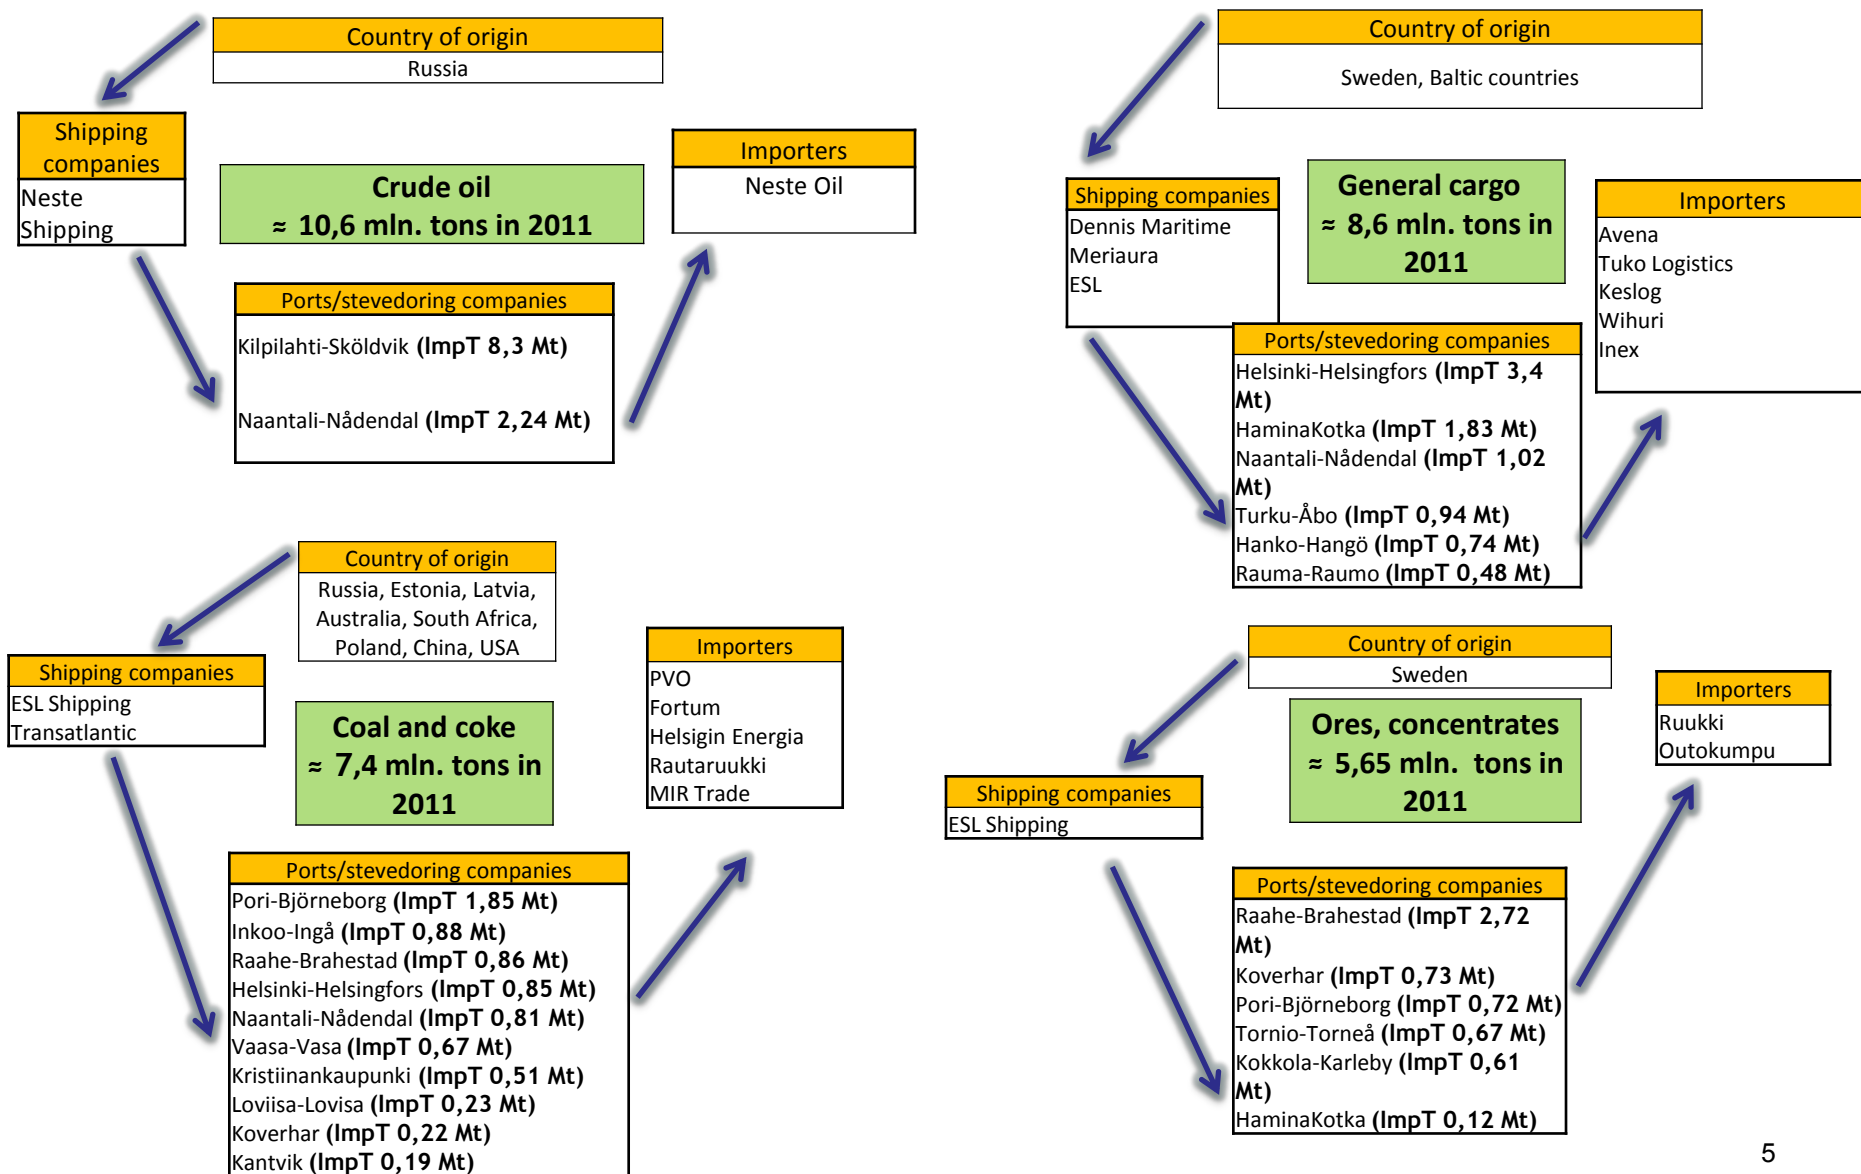 Country of origin
Russia
Shipping
companies
Neste
Shipping
Crude oil
≈ 10,6 mln. tons in 2011
Importers
Neste Oil
Ports/stevedoring companies
Kilpilahti-Sköldvik (ImpT 8,3 Mt)
Naantali-Nådendal (ImpT 2,24 Mt)
Country of origin
Sweden, Baltic countries
Shipping companies
Dennis Maritime
Meriaura
ESL
General cargo
≈ 8,6 mln. tons in
2011
Importers
Avena
Tuko Logistics
Keslog
Wihuri
Inex
Ports/stevedoring companies
Helsinki-Helsingfors (ImpT 3,4
Mt)
HaminaKotka (ImpT 1,83 Mt)
Naantali-Nådendal (ImpT 1,02
Mt)
Turku-Åbo (ImpT 0,94 Mt)
Hanko-Hangö (ImpT 0,74 Mt)
Rauma-Raumo (ImpT 0,48 Mt)
Country of origin
Russia, Estonia, Latvia,
Australia, South Africa,
Poland, China, USA
Shipping companies
ESL Shipping
Transatlantic
Coal and coke
≈ 7,4 mln. tons in
2011
Importers
PVO
Fortum
Helsigin Energia
Rautaruukki
MIR Trade
Ports/stevedoring companies
Pori-Björneborg (ImpT 1,85 Mt)
Inkoo-Ingå (ImpT 0,88 Mt)
Raahe-Brahestad (ImpT 0,86 Mt)
Helsinki-Helsingfors (ImpT 0,85 Mt)
Naantali-Nådendal (ImpT 0,81 Mt)
Vaasa-Vasa (ImpT 0,67 Mt)
Kristiinankaupunki (ImpT 0,51 Mt)
Loviisa-Lovisa (ImpT 0,23 Mt)
Koverhar (ImpT 0,22 Mt)
Kantvik (ImpT 0,19 Mt)
Country of origin
Sweden
Shipping companies
ESL Shipping
Ores, concentrates
≈ 5,65 mln. tons in
2011
Importers
Ruukki
Outokumpu
Ports/stevedoring companies
Raahe-Brahestad (ImpT 2,72
Mt)
Koverhar (ImpT 0,73 Mt)
Pori-Björneborg (ImpT 0,72 Mt)
Tornio-Torneå (ImpT 0,67 Mt)
Kokkola-Karleby (ImpT 0,61
Mt)
HaminaKotka (ImpT 0,12 Mt)
5